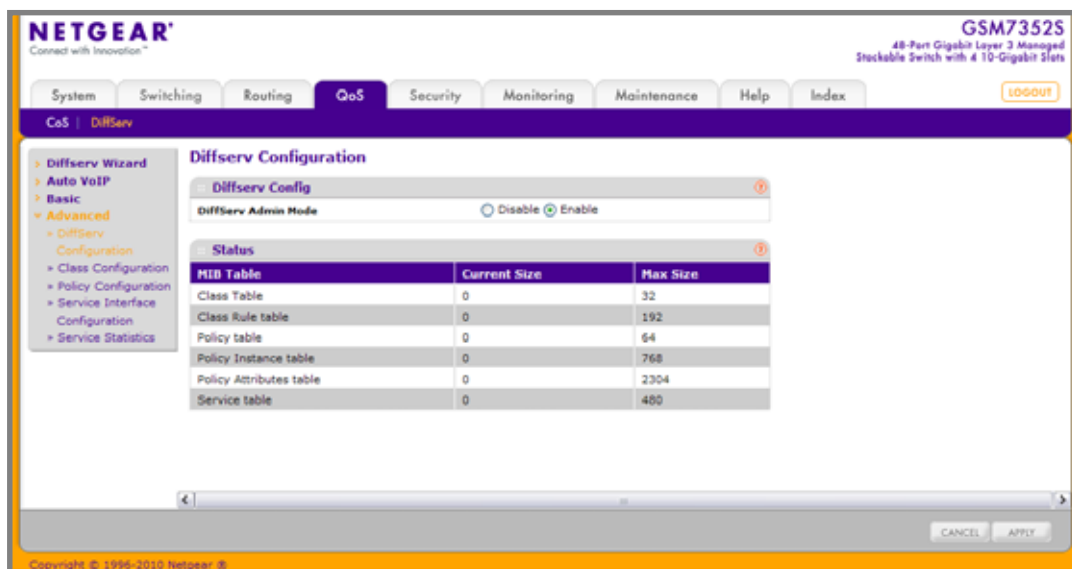 NETGEAR®
Connect with Innovation™
GSM7352S
48-Port Gigabit Layer 3 Managed
Stackable Switch with 4 10-Gigabit Slots
System Switching Routing QoS Security Monitoring Maintenance Help Index LOGOUT
CoS | DiffServ
Diffserv Wizard
Auto VoIP
Basic
Advanced
» DiffServ
Configuration
» Class Configuration
» Policy Configuration
» Service Interface
Configuration
» Service Statistics
Diffserv Configuration
Diffserv Config
DiffServ Admin Mode Disable Enable
Status
MIB Table Current Size Max Size
Class Table 0 32
Class Rule table 0 192
Policy table 0 64
Policy Instance table 0 768
Policy Attributes table 0 2304
Service table 0 480
CANCEL APPLY
Copyright © 1996-2010 Netgear ®